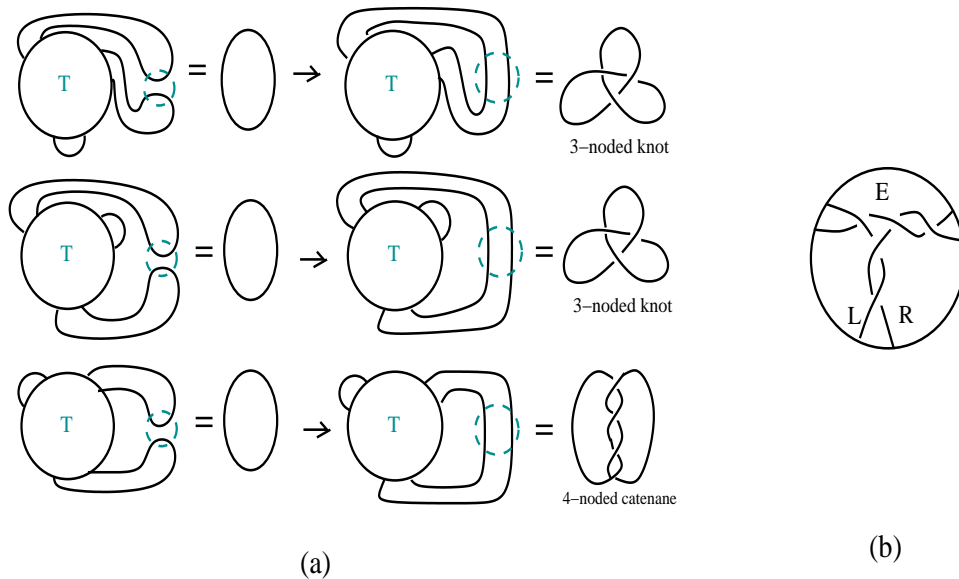 T = → T = 3−noded knot
T = → T = 3−noded knot
T = → T = 4−noded catenane
E
L R
(a)
(b)